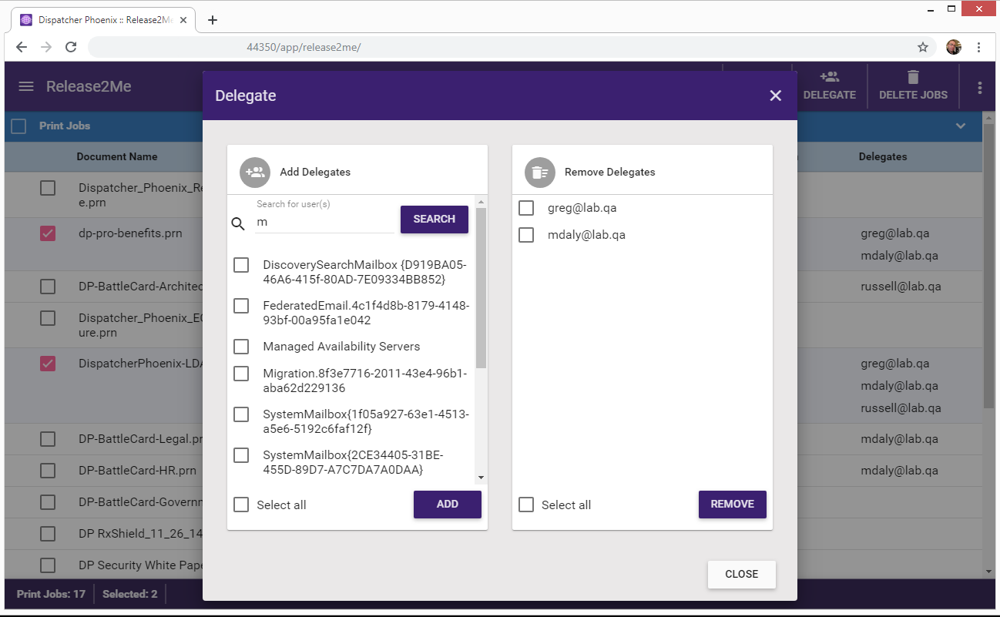 Dispatcher Phoenix :: Release2Me
44350/app/release2me/
Release2Me
DELEGATE
DELETE JOBS
Print Jobs
Document Name
Delegates
Dispatcher_Phoenix_Re
e.prn
dp-pro-benefits.prn
greg@lab.qa
mdaly@lab.qa
DP-BattleCard-Architec
russell@lab.qa
Dispatcher_Phoenix_EC
ure.prn
DispatcherPhoenix-LDA
greg@lab.qa
mdaly@lab.qa
russell@lab.qa
DP-BattleCard-Legal.pr
mdaly@lab.qa
DP-BattleCard-HR.prn
mdaly@lab.qa
DP-BattleCard-Governm
DP RxShield_11_26_14
DP Security White Pape
Print Jobs: 17
Selected: 2
Delegate
Add Delegates
Search for user(s)
m
SEARCH
DiscoverySearchMailbox {D919BA05-
46A6-415f-80AD-7E09334BB852}
FederatedEmail.4c1f4d8b-8179-4148-
93bf-00a95fa1e042
Managed Availability Servers
Migration.8f3e7716-2011-43e4-96b1-
aba62d229136
SystemMailbox{1f05a927-63e1-4513-
a5e6-5192c6faf12f}
SystemMailbox{2CE34405-31BE-
455D-89D7-A7C7DA7A0DAA}
Select all
ADD
Remove Delegates
greg@lab.qa
mdaly@lab.qa
Select all
REMOVE
CLOSE